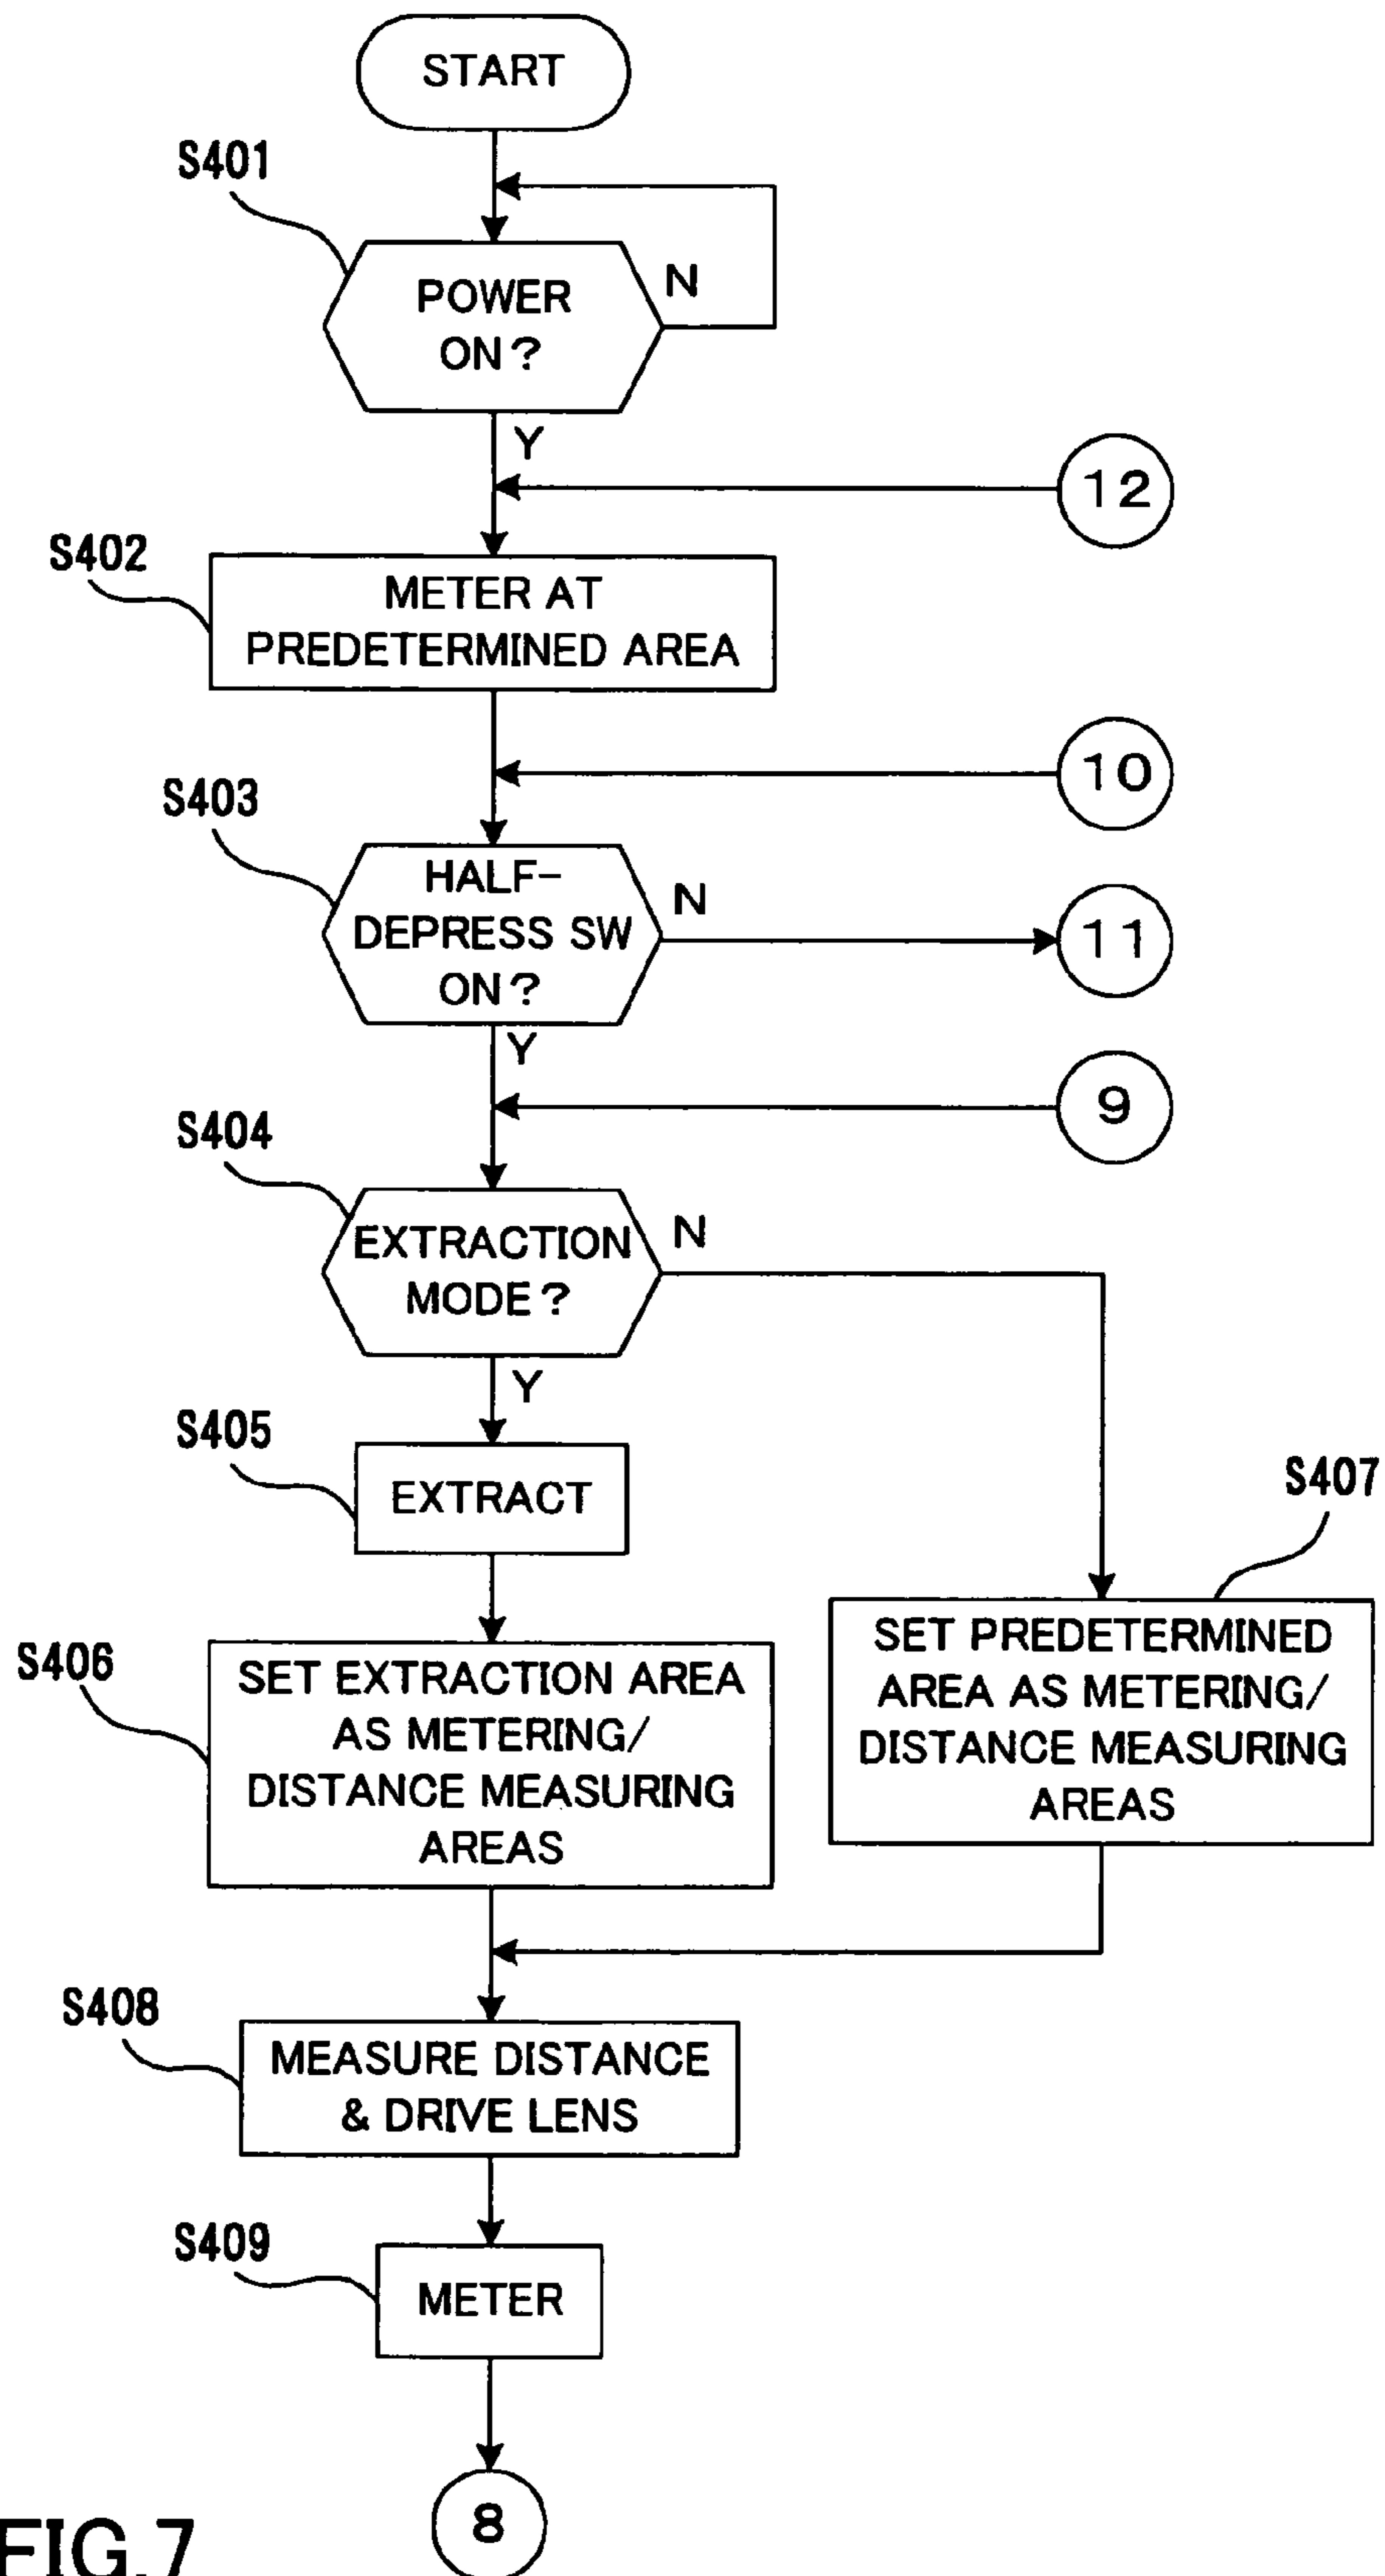 START
S401
POWER
ON?
N
Y
12
S402
METER AT
PREDETERMINED AREA
10
S403
HALF-
DEPRESS SW
ON?
N
11
Y
9
S404
EXTRACTION
MODE?
N
Y
S405
EXTRACT
S407
SET PREDETERMINED
AREA AS METERING/
DISTANCE MEASURING
AREAS
S406
SET EXTRACTION AREA
AS METERING/
DISTANCE MEASURING
AREAS
S408
MEASURE DISTANCE
& DRIVE LENS
S409
METER
8
FIG.7